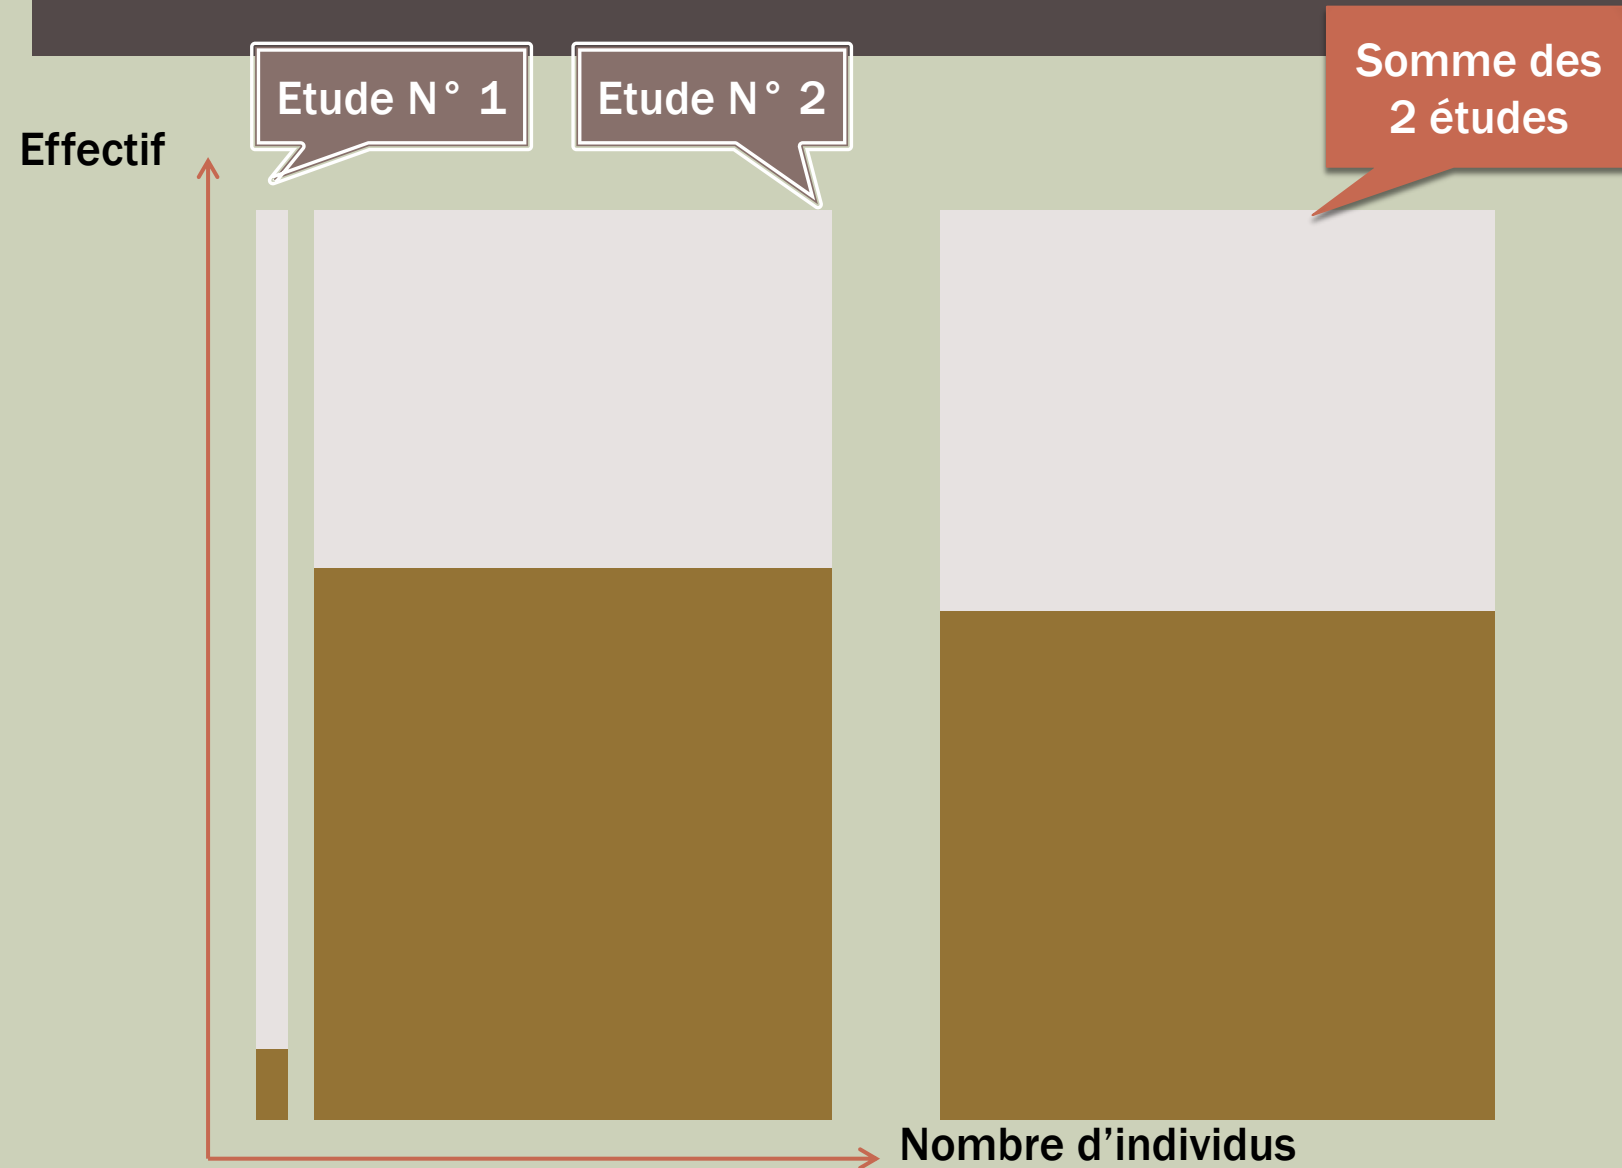 Etude N° 1
Etude N° 2
Somme des
2 études
Effectif
Nombre d’individus